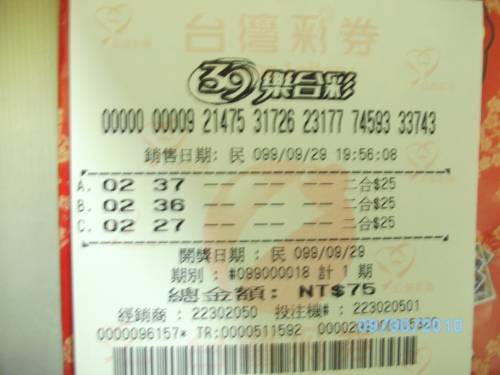 台灣彩券
39樂合彩
00000 00009 21475 31726 23177 74593 33743
銷售日期: 民 099/09/29 19:56:08
A. 02 37 -- -- -- 二合$25
B. 02 36 -- -- -- 二合$25
C. 02 27 -- -- -- 二合$25
開獎日期 : 民 099/09/29
期別 : #099000018 計 1 期
總金額: NT$75
經銷商 : 22302050 投注機# : 223020501
0000096157* TR:0000511592